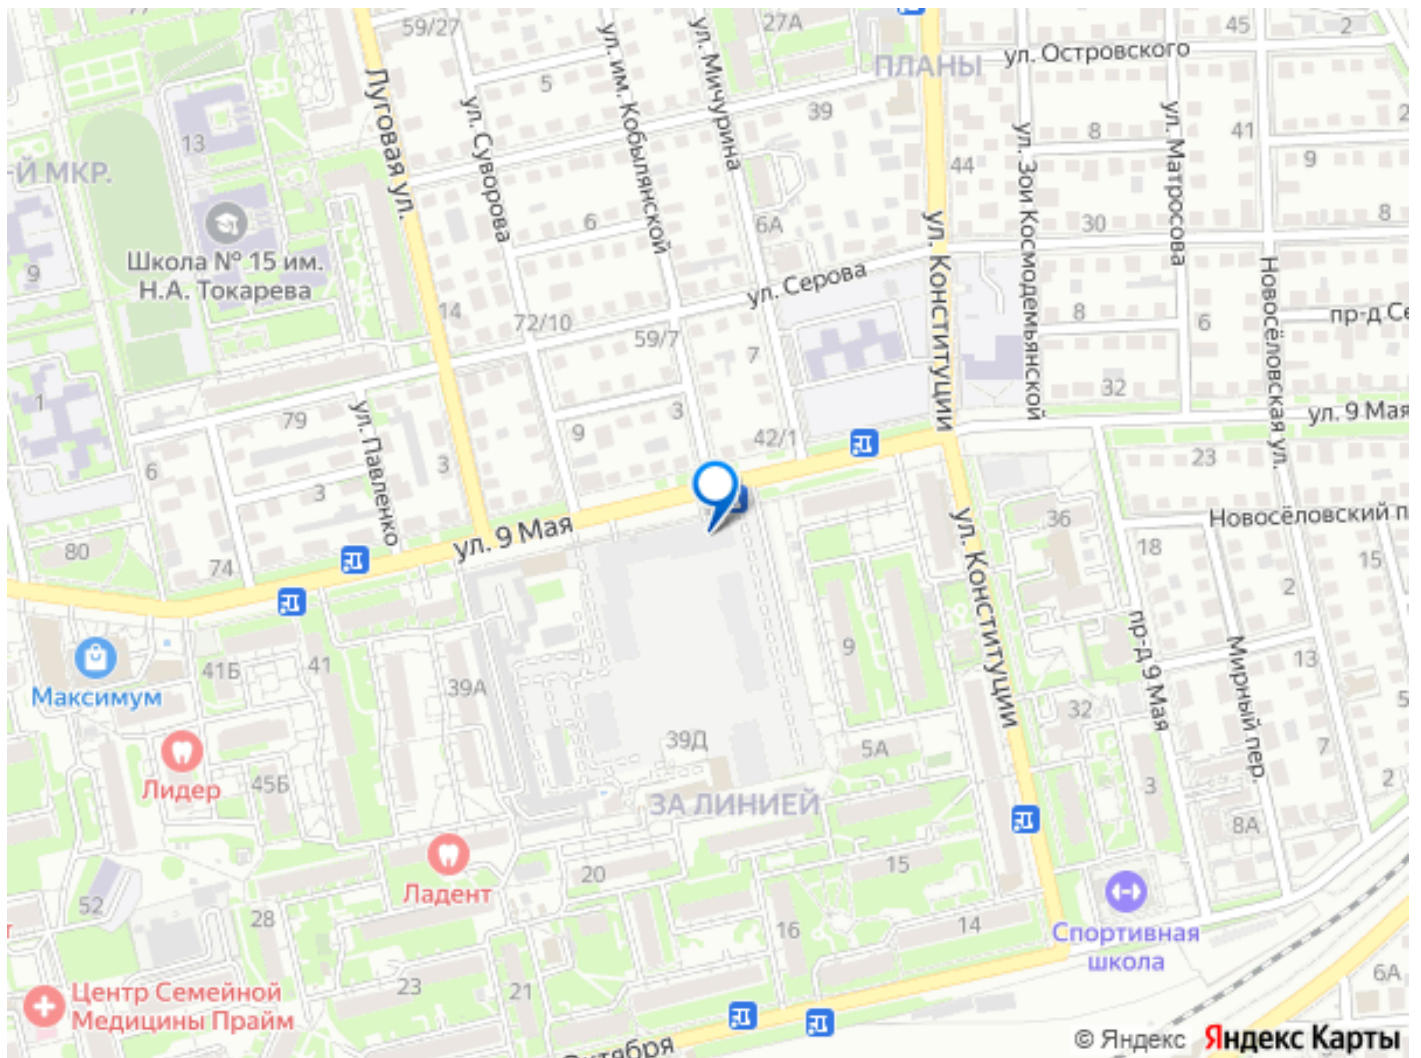 59/27
27А
45
2
ул. Островского
ПЛАНЫ
5
39
8
41
2
Луговая ул.
ул. Суворова
ул. им. Кобылянской
ул. Мичурина
ул. Конституции
ул. Зои Космодемьянской
ул. Матросова
Новосёловская ул.
13
-Й МКР.
44
9
6
6А
30
8
Школа № 15 им.
Н.А. Токарева
9
ул. Серова
14
72/10
59/7
7
8
6
пр-д Се
1
79
ул. Павленко
3
9
3
42/1
32
ул. 9 Мая
6
3
23
80
74
ул. 9 Мая
ул. Конституции
36
18
Новосёловский п
2
15
пр-д 9 Мая
Мирный пер.
13
41Б
41
39А
9
Максимум
39Д
5А
32
7
5
Лидер
45Б
ЗА ЛИНИЕЙ
3
2
8А
Ладент
20
15
52
28
16
14
Спортивная
школа
Центр Семейной
Медицины Прайм
23
21
6А
Октября
© Яндекс Яндекс Карты